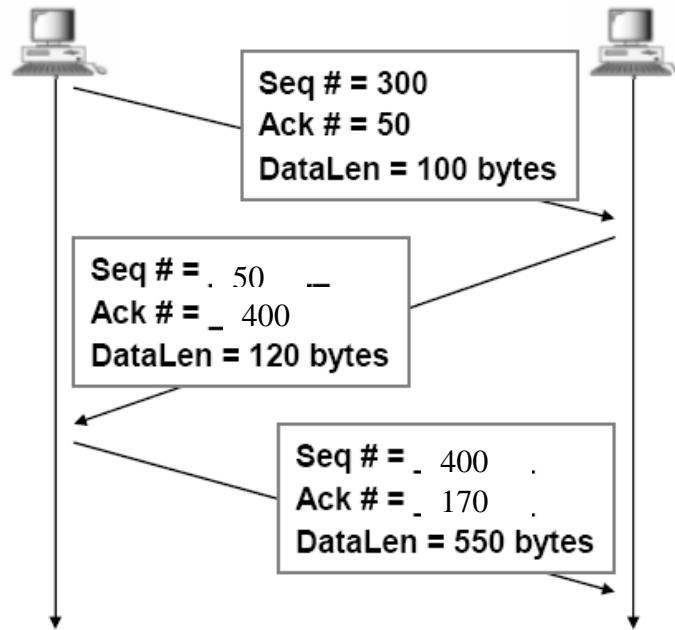 Seq # = 300
Ack # = 50
DataLen = 100 bytes
Seq # = 50
Ack # = 400
DataLen = 120 bytes
Seq # = 400
Ack # = 170
DataLen = 550 bytes